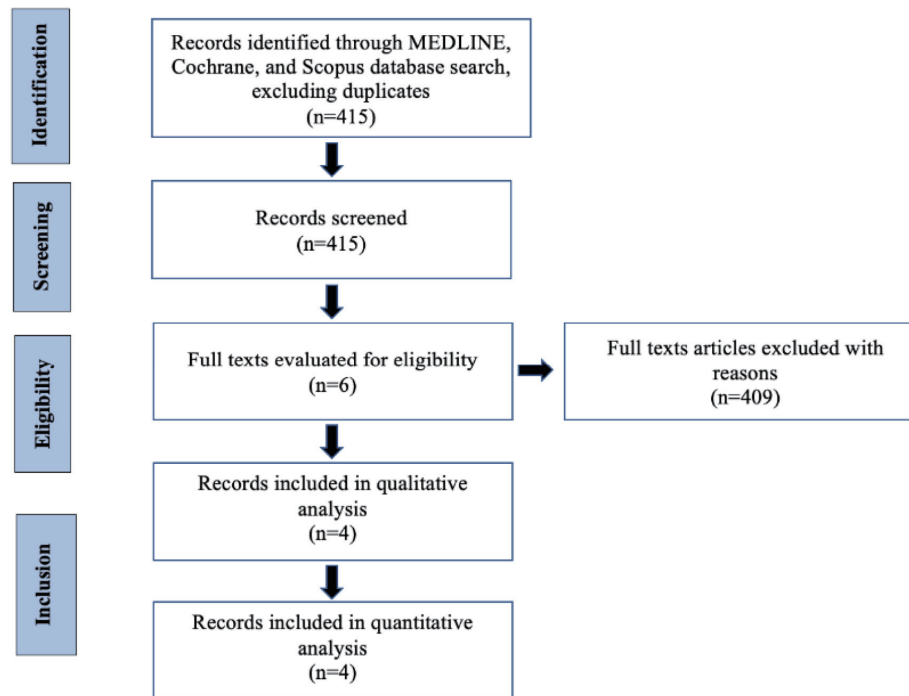 Identification
Records identified through MEDLINE,
Cochrane, and Scopus database search,
excluding duplicates
(n=415)
Screening
Records screened
(n=415)
Eligibility
Full texts evaluated for eligibility
(n=6)
Full texts articles excluded with
reasons
(n=409)
Inclusion
Records included in qualitative
analysis
(n=4)
Records included in quantitative
analysis
(n=4)